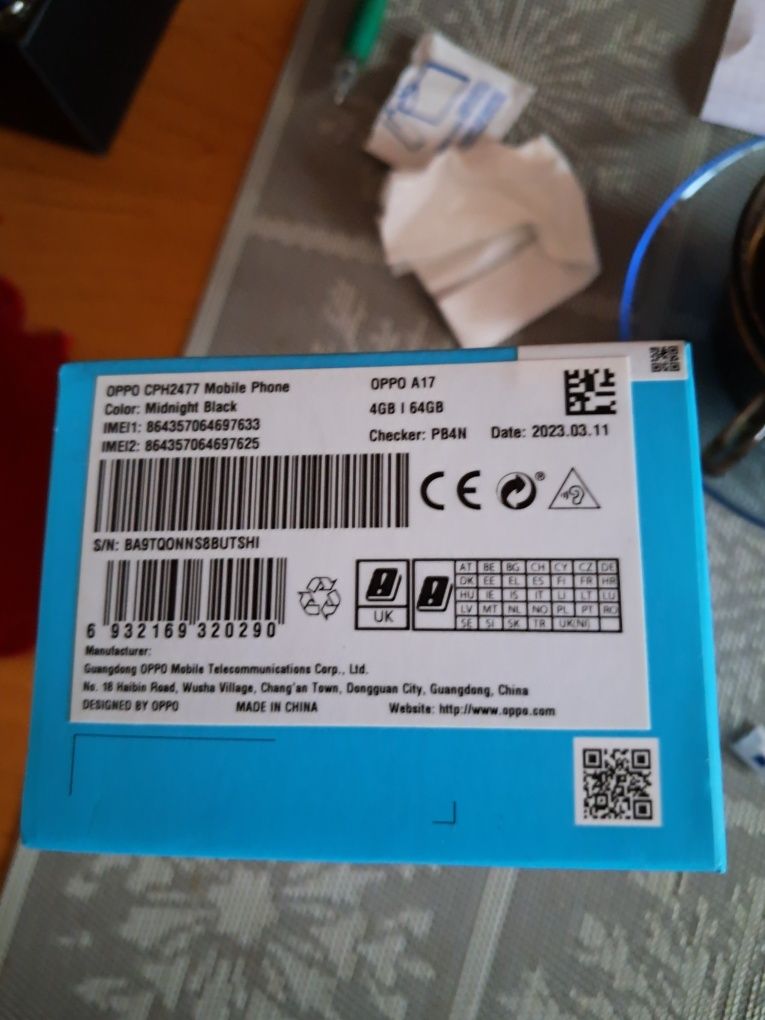 OPPO CPH2477 Mobile Phone OPPO A17
Color: Midnight Black 4GB | 64GB
IMEI1: 864357064697633
IMEI2: 864357064697625 Checker: PB4N Date: 2023.03.11
CE
S/N: BA9TQONNS8BUTSHI
AT BE BG CH CY CZ DE
DK EE EL ES FI FR HR
HU IE IS IT LI LT LU
LV MT NL NO PL PT RO
SE SI SK TR UK(NI)
UK
6 932169 320290
Manufacturer:
Guangdong OPPO Mobile Telecommunications Corp., Ltd.
No. 18 Haibin Road, Wusha Village, Chang'an Town, Dongguan City, Guangdong, China
DESIGNED BY OPPO MADE IN CHINA Website: http://www.oppo.com